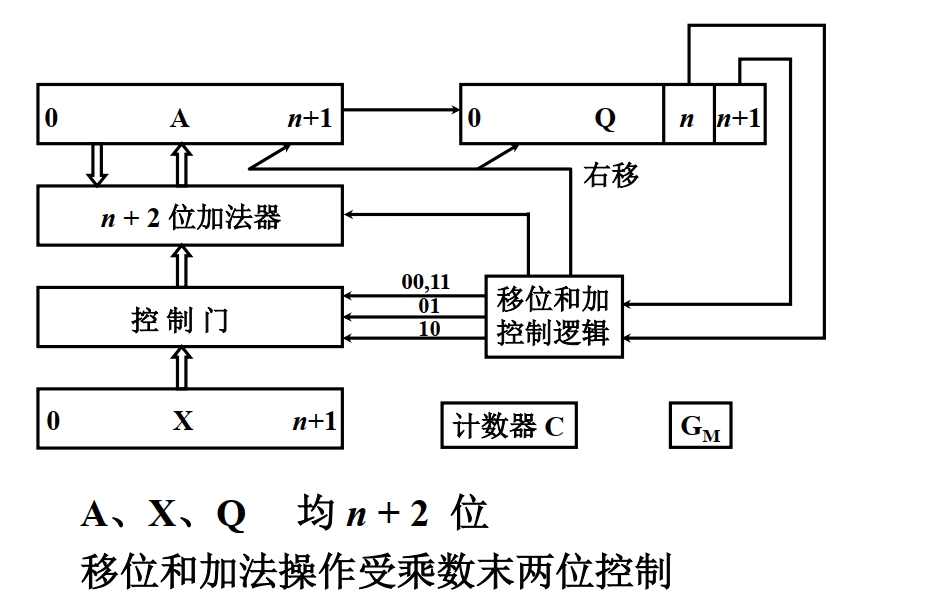 0 A n+1
0 Q n n+1
右移
n + 2 位加法器
00,11
01
10
移位和加
控制逻辑
控 制 门
0 X n+1
计数器 C
GM
A、X、Q 均 n + 2 位
移位和加法操作受乘数末两位控制